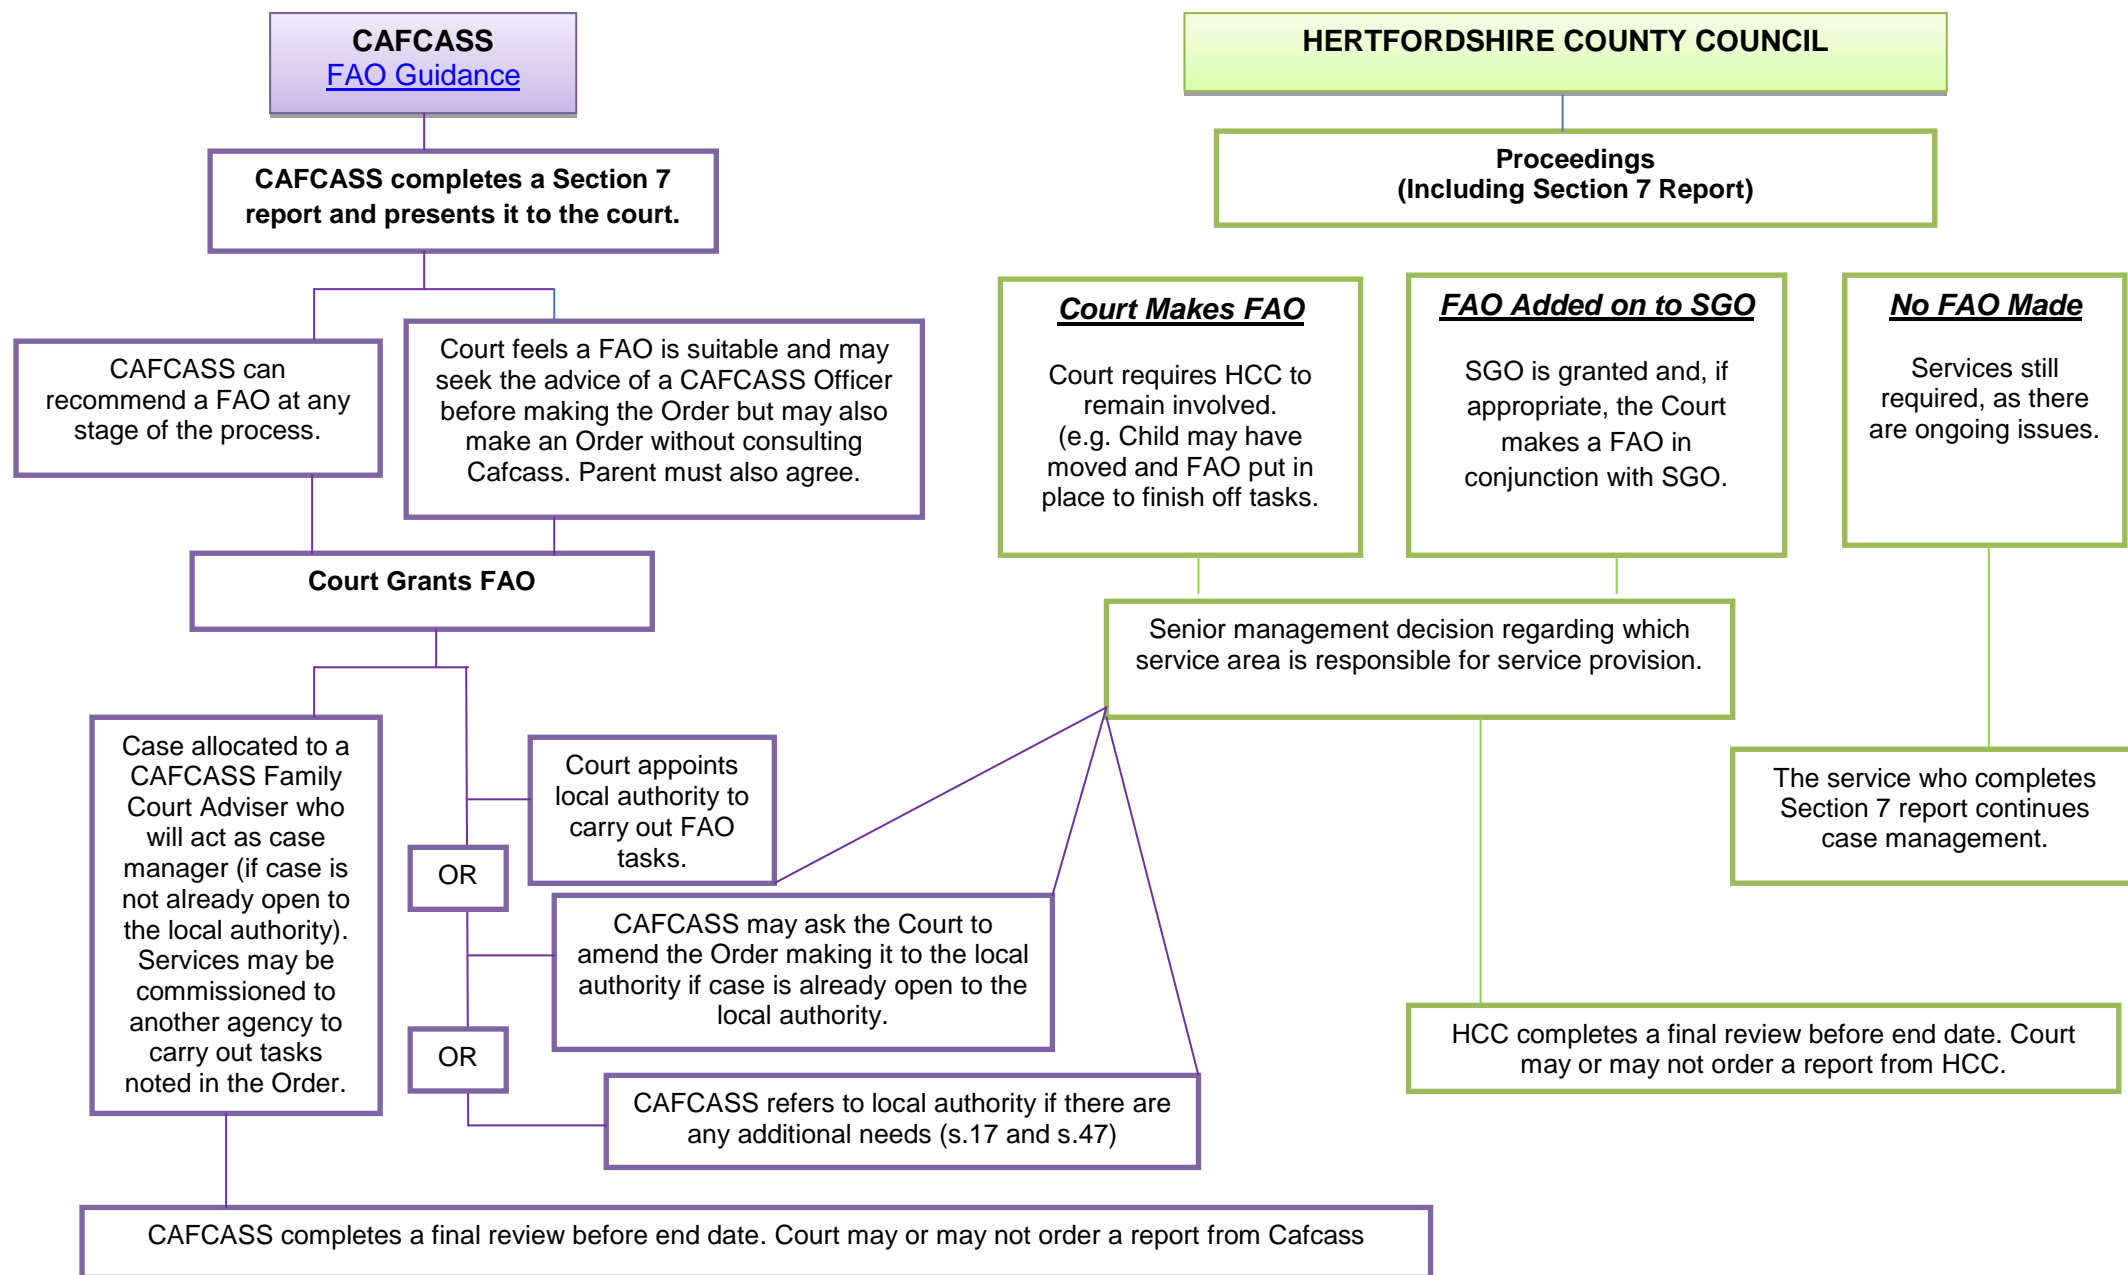 CAFCASS
FAO Guidance
CAFCASS completes a Section 7
report and presents it to the court.
CAFCASS can
recommend a FAO at any
stage of the process.
Court feels a FAO is suitable and may
seek the advice of a CAFCASS Officer
before making the Order but may also
make an Order without consulting
Cafcass. Parent must also agree.
Court Grants FAO
Case allocated to a
CAFCASS Family
Court Adviser who
will act as case
manager (if case is
not already open to
the local authority).
Services may be
commissioned to
another agency to
carry out tasks
noted in the Order.
Court appoints
local authority to
carry out FAO
tasks.
OR
CAFCASS may ask the Court to
amend the Order making it to the local
authority if case is already open to the
local authority.
OR
CAFCASS refers to local authority if there are
any additional needs (s.17 and s.47)
CAFCASS completes a final review before end date. Court may or may not order a report from Cafcass
HERTFORDSHIRE COUNTY COUNCIL
Proceedings
(Including Section 7 Report)
Court Makes FAO
Court requires HCC to
remain involved.
(e.g. Child may have
moved and FAO put in
place to finish off tasks.
FAO Added on to SGO
SGO is granted and, if
appropriate, the Court
makes a FAO in
conjunction with SGO.
No FAO Made
Services still
required, as there
are ongoing issues.
Senior management decision regarding which
service area is responsible for service provision.
The service who completes
Section 7 report continues
case management.
HCC completes a final review before end date. Court
may or may not order a report from HCC.